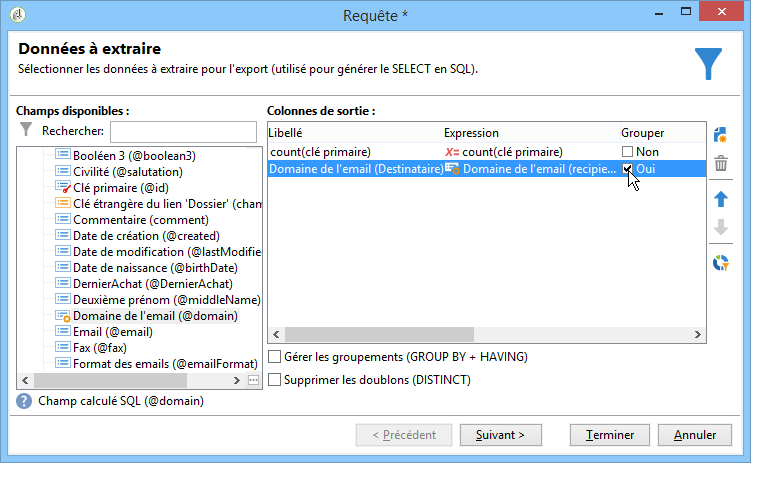 Requête *
Données à extraire
Sélectionner les données à extraire pour l'export (utilisé pour générer le SELECT en SQL).
Champs disponibles :
Rechercher:
Booléen 3 (@boolean3)
Civilité (@salutation)
Clé primaire (@id)
Clé étrangère du lien 'Dossier' (cham
Commentaire (comment)
Date de création (@created)
Date de modification (@lastModifie
Date de naissance (@birthDate)
DernierAchat (@DernierAchat)
Deuxième prénom (@middleName)
Domaine de l'email (@domain)
Email (@email)
Fax (@fax)
Format des emails (@emailFormat)
Champ calculé SQL (@domain)
Colonnes de sortie :
Libellé Expression Grouper
count(clé primaire) X= count(clé primaire) Non
Domaine de l'email (Destinataire) Domaine de l'email (recipie... Oui
Gérer les groupements (GROUP BY + HAVING)
Supprimer les doublons (DISTINCT)
< Précédent Suivant > Terminer Annuler